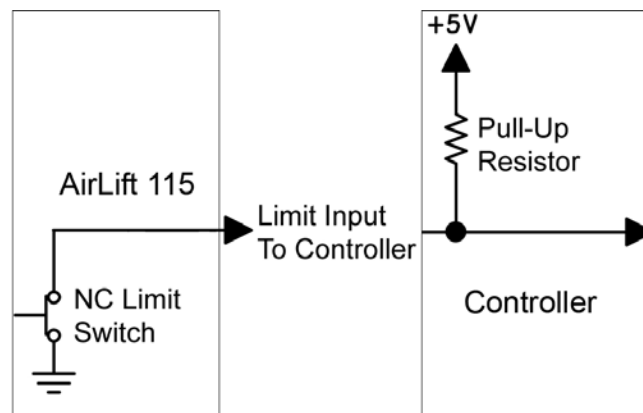 +5V
Pull-Up
Resistor
AirLift 115
Limit Input
To Controller
NC Limit
Switch
Controller